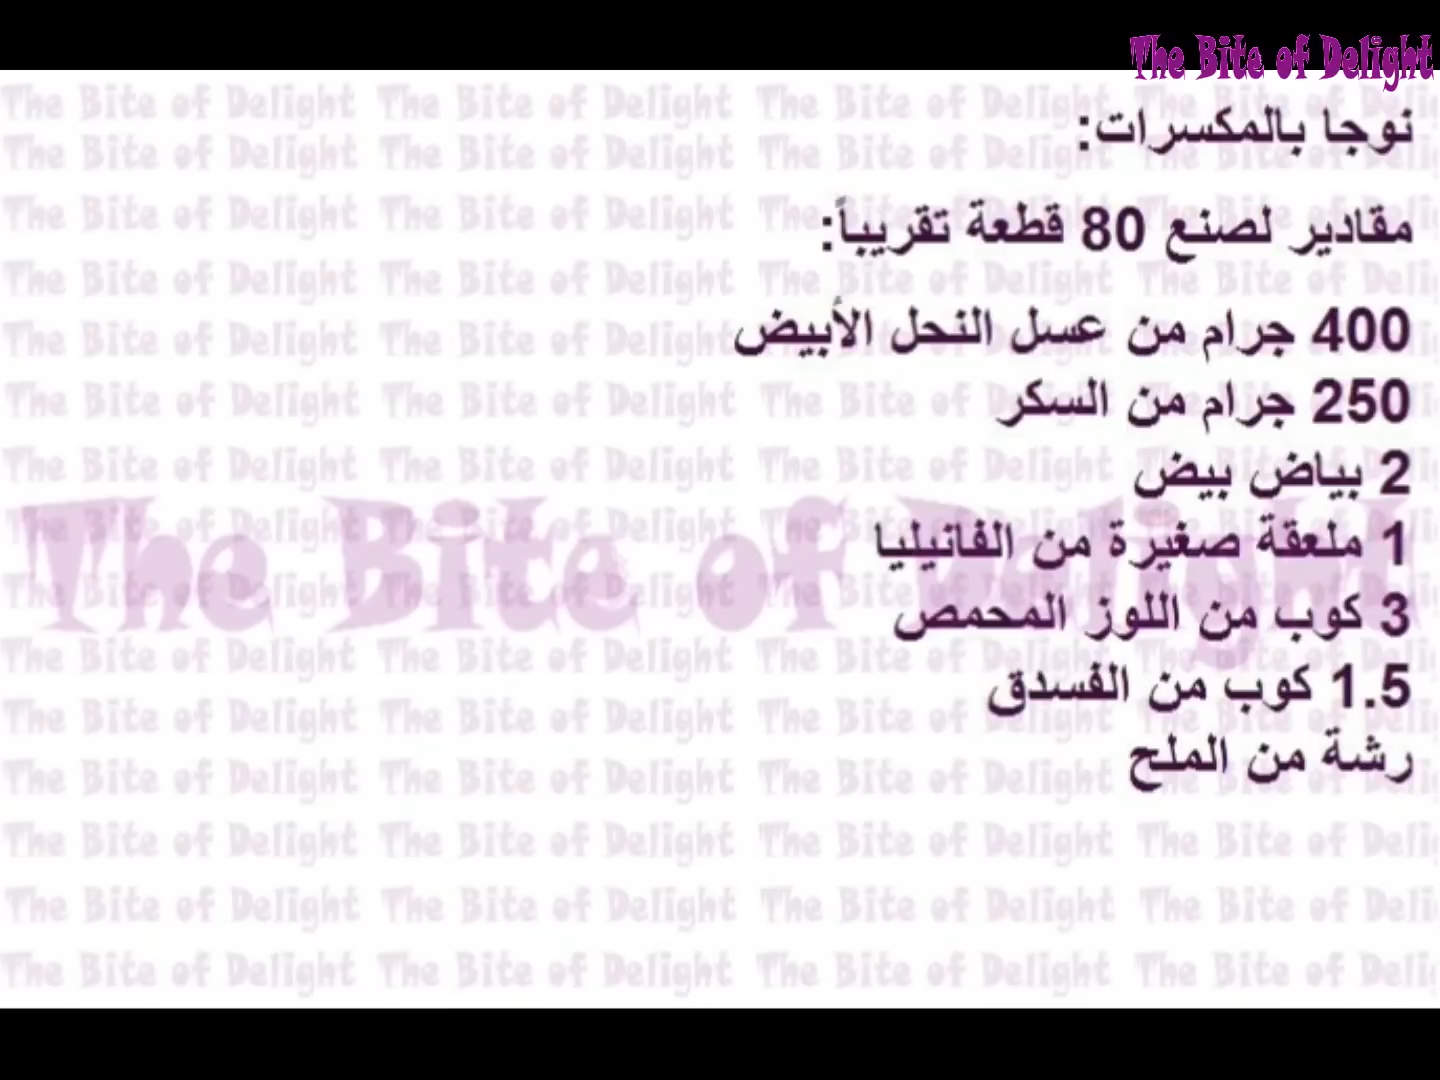 The Bite of Delight
نوجا بالمكسرات:
مقادير لصنع 80 قطعة تقريباً:
400 جرام من عسل النحل الأبيض
250 جرام من السكر
2 بياض بيض
1 ملعقة صغيرة من الفانيليا
3 كوب من اللوز المحمص
1.5 كوب من الفسدق
رشة من الملح